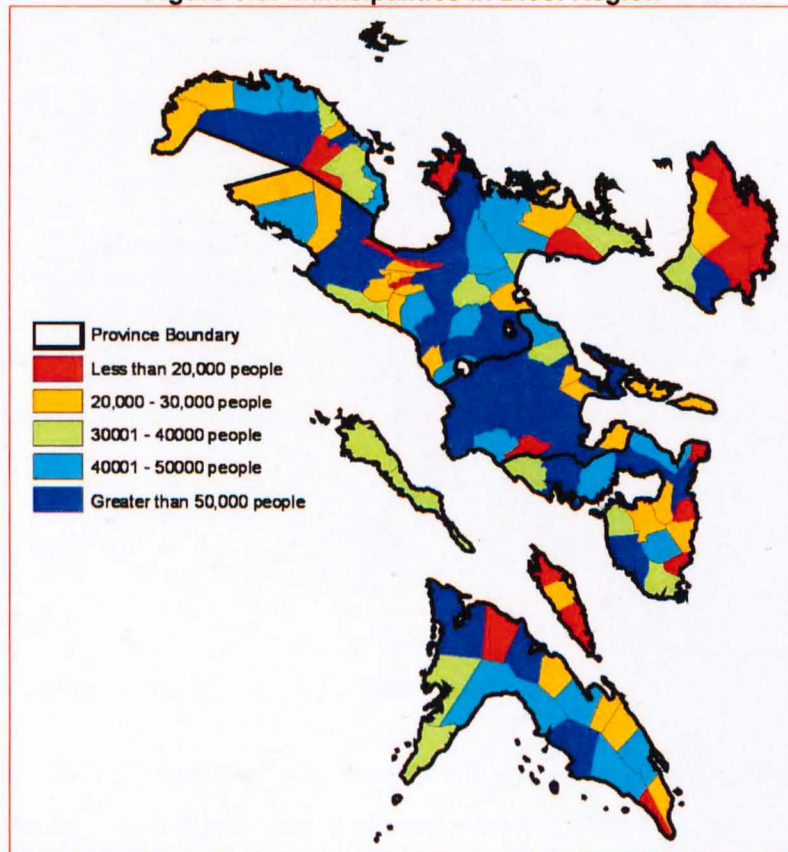 Province Boundary
Less than 20,000 people
20,000 - 30,000 people
30001 - 40000 people
40001 - 50000 people
Greater than 50,000 people